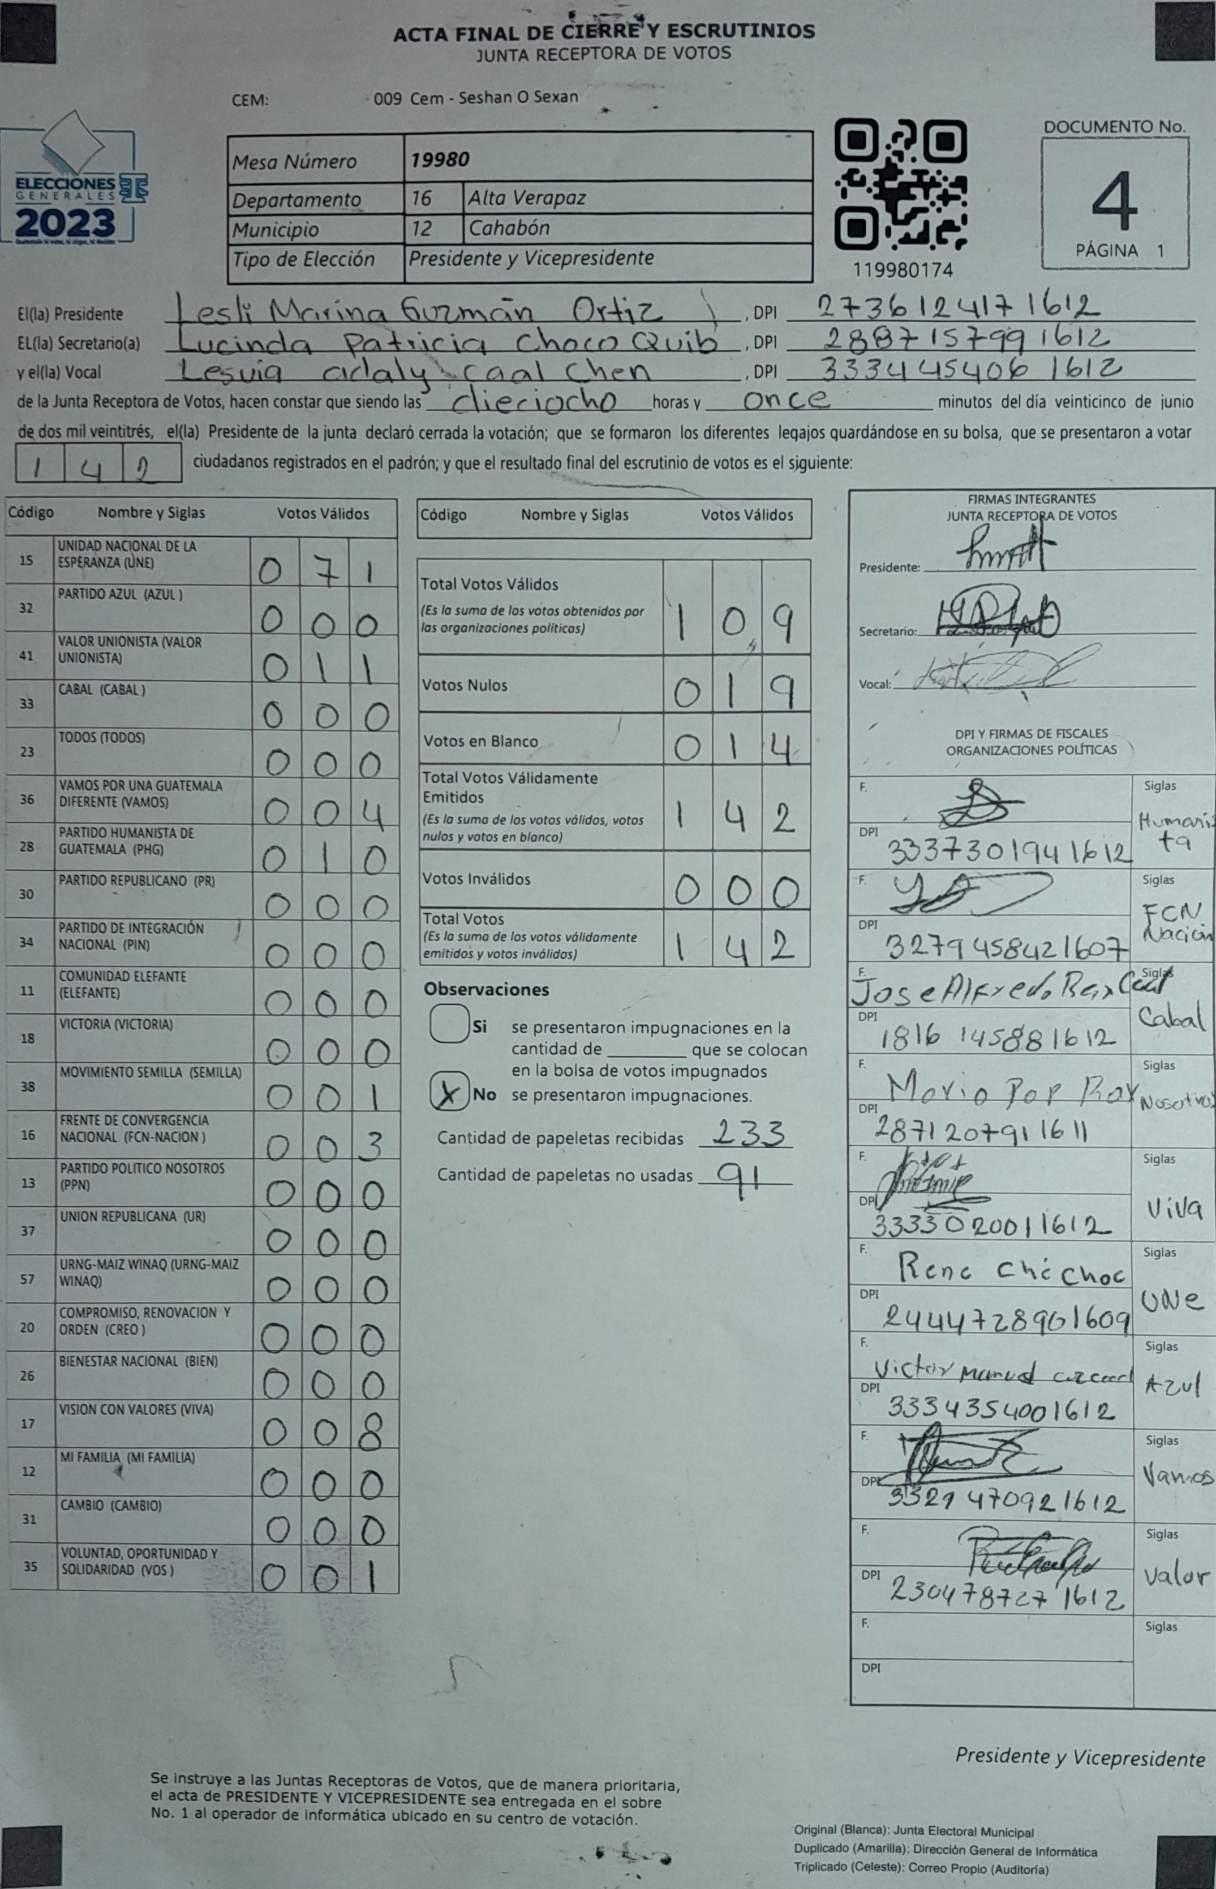 ACTA FINAL DE CIERRE Y ESCRUTINIOS
JUNTA RECEPTORA DE VOTOS
CEM: 009 Cem - Seshan O Sexan
ELECCIONES
GENERALES
2023
Mesa Número 19980
Departamento 16 Alta Verapaz
Municipio 12 Cahabón
Tipo de Elección Presidente y Vicepresidente
119980174
DOCUMENTO No.
4
PÁGINA 1
El(la) Presidente Lesli Marina Guzmán Ortiz, DPI 2736124171612
EL(la) Secretario(a) Lucinda Patricia Choco Quib, DPI 2887157991612
y el(la) Vocal Lesvia adaly caal Chen, DPI 3334454061612
de la Junta Receptora de Votos, hacen constar que siendo las dieciocho horas y once minutos del día veinticinco de junio
de dos mil veintitrés, el(la) Presidente de la junta declaró cerrada la votación; que se formaron los diferentes legajos guardándose en su bolsa, que se presentaron a votar
1 4 2 ciudadanos registrados en el padrón; y que el resultado final del escrutinio de votos es el siguiente:
Código Nombre y Siglas Votos Válidos
15 UNIDAD NACIONAL DE LA ESPERANZA (UNE) 0 7 1
32 PARTIDO AZUL (AZUL ) 0 0 0
41 VALOR UNIONISTA (VALOR UNIONISTA) 0 1 1
33 CABAL (CABAL ) 0 0 0
23 TODOS (TODOS) 0 0 0
36 VAMOS POR UNA GUATEMALA DIFERENTE (VAMOS) 0 0 4
28 PARTIDO HUMANISTA DE GUATEMALA (PHG) 0 1 0
30 PARTIDO REPUBLICANO (PR) 0 0 0
34 PARTIDO DE INTEGRACIÓN NACIONAL (PIN) 0 0 0
11 COMUNIDAD ELEFANTE (ELEFANTE) 0 0 0
18 VICTORIA (VICTORIA) 0 0 0
38 MOVIMIENTO SEMILLA (SEMILLA) 0 0 1
16 FRENTE DE CONVERGENCIA NACIONAL (FCN-NACION ) 0 0 3
13 PARTIDO POLITICO NOSOTROS (PPN) 0 0 0
37 UNION REPUBLICANA (UR) 0 0 0
57 URNG-MAIZ WINAQ (URNG-MAIZ WINAQ) 0 0 0
20 COMPROMISO, RENOVACION Y ORDEN (CREO ) 0 0 0
26 BIENESTAR NACIONAL (BIEN) 0 0 0
17 VISION CON VALORES (VIVA) 0 0 8
12 MI FAMILIA (MI FAMILIA) 0 0 0
31 CAMBIO (CAMBIO) 0 0 0
35 VOLUNTAD, OPORTUNIDAD Y SOLIDARIDAD (VOS ) 0 0 1
Código Nombre y Siglas Votos Válidos
Total Votos Válidos
(Es la suma de los votos obtenidos por
las organizaciones políticas) 1 0 9
Votos Nulos 0 1 9
Votos en Blanco 0 1 4
Total Votos Válidamente
Emitidos
(Es la suma de los votos válidos, votos
nulos y votos en blanco) 1 4 2
Votos Inválidos 0 0 0
Total Votos
(Es la suma de los votos válidamente
emitidos y votos inválidos) 1 4 2
Observaciones
Si se presentaron impugnaciones en la
cantidad de ________ que se colocan
en la bolsa de votos impugnados
X No se presentaron impugnaciones.
Cantidad de papeletas recibidas 233
Cantidad de papeletas no usadas 91
FIRMAS INTEGRANTES
JUNTA RECEPTORA DE VOTOS
Presidente:
Secretario:
Vocal:
DPI Y FIRMAS DE FISCALES
ORGANIZACIONES POLÍTICAS
F. Siglas
Humanista
DPI 3337301941612
F. Siglas
FCN Nación
DPI 3279458421607
F. Jose Alfredo Siglas
Cabal
DPI 1816145881612
F. Mario Pop Siglas
Nosotros
DPI 2871207911611
F. Siglas
Viva
DPI 3333020011612
F. Rene Chéchoc Siglas
UNe
DPI 2444728961609
F. Victor Manuel Siglas
Azul
DPI 3334354001612
F. Siglas
Vamos
DPI 3329470921612
F. Siglas
Valor
DPI 2304787271612
F. Siglas
DPI
Presidente y Vicepresidente
Se instruye a las Juntas Receptoras de Votos, que de manera prioritaria,
el acta de PRESIDENTE Y VICEPRESIDENTE sea entregada en el sobre
No. 1 al operador de informática ubicado en su centro de votación.
Original (Blanca): Junta Electoral Municipal
Duplicado (Amarilla): Dirección General de Informática
Triplicado (Celeste): Correo Propio (Auditoría)